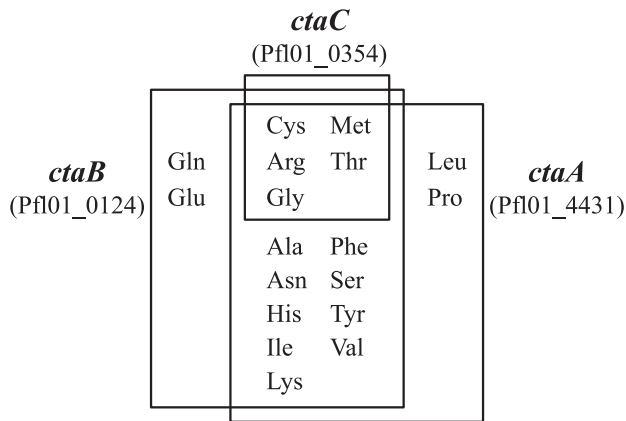 ctaC
(Pfl01_0354)
Cys Met
Gln Arg Thr Leu
ctaB Glu Gly Pro ctaA
(Pfl01_0124) (Pfl01_4431)
Ala Phe
Asn Ser
His Tyr
Ile Val
Lys